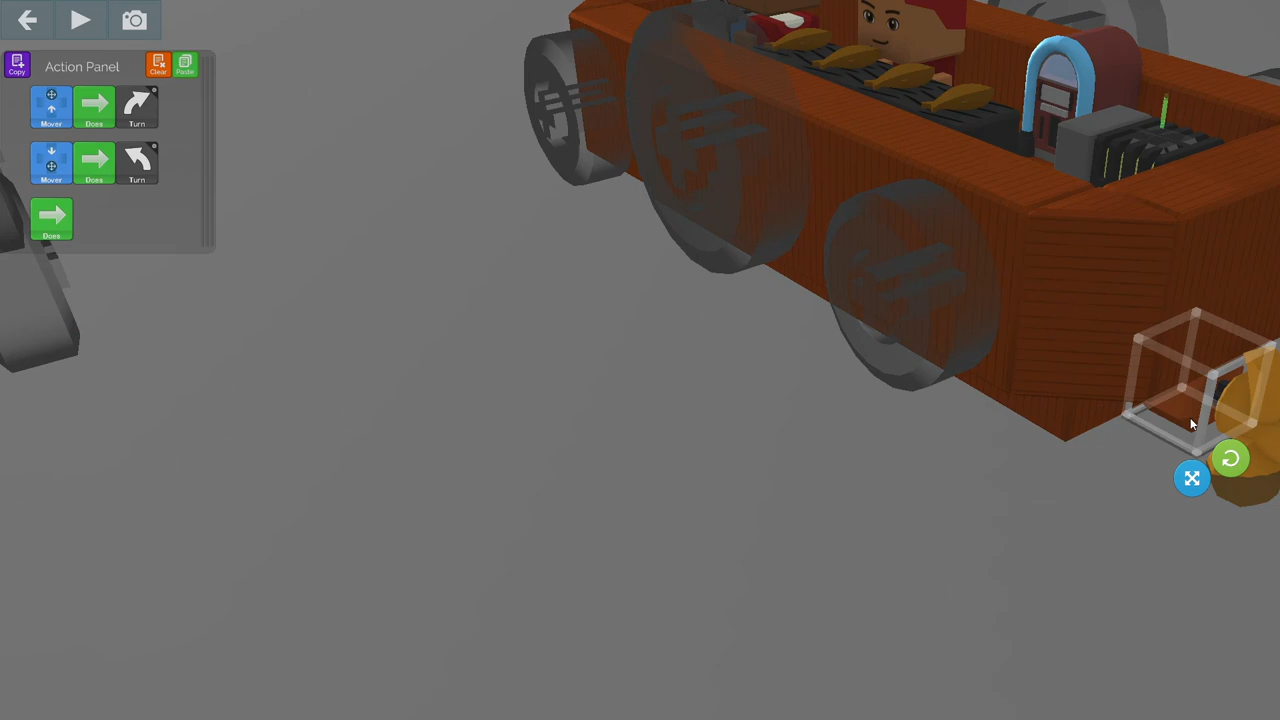 Copy
Action Panel
Clear
Paste
Mover Does Turn
Mover Does Turn
Does